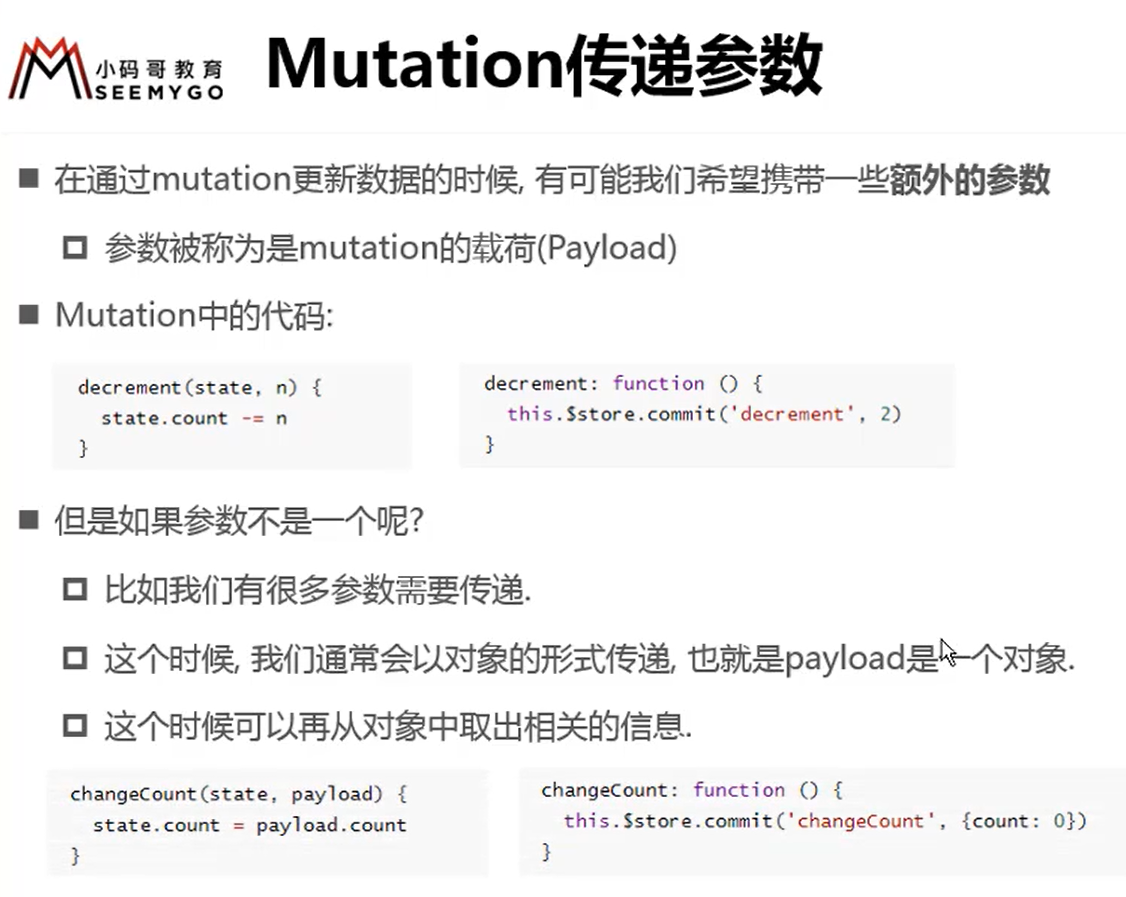 小码哥教育
SEEMYGO
Mutation传递参数
在通过mutation更新数据的时候, 有可能我们希望携带一些额外的参数
参数被称为是mutation的载荷(Payload)
Mutation中的代码:
decrement(state, n) {
state.count -= n
}
decrement: function () {
this.$store.commit('decrement', 2)
}
但是如果参数不是一个呢?
比如我们有很多参数需要传递.
这个时候, 我们通常会以对象的形式传递, 也就是payload是一个对象.
这个时候可以再从对象中取出相关的信息.
changeCount(state, payload) {
state.count = payload.count
}
changeCount: function () {
this.$store.commit('changeCount', {count: 0})
}